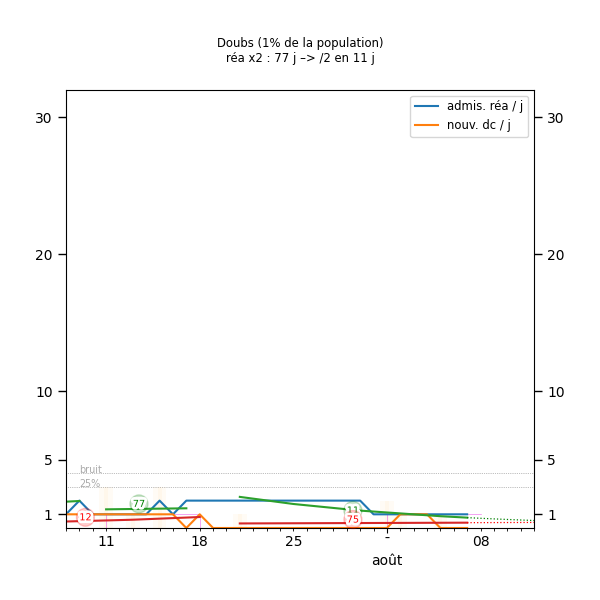 Doubs (1% de la population)
réa x2 : 77 j –> /2 en 11 j
admis. réa / j
nouv. dc / j
30 30
20 20
10 10
5 5
bruit
25%
77
11
12
75
1 1
11 18 25 - 08
août